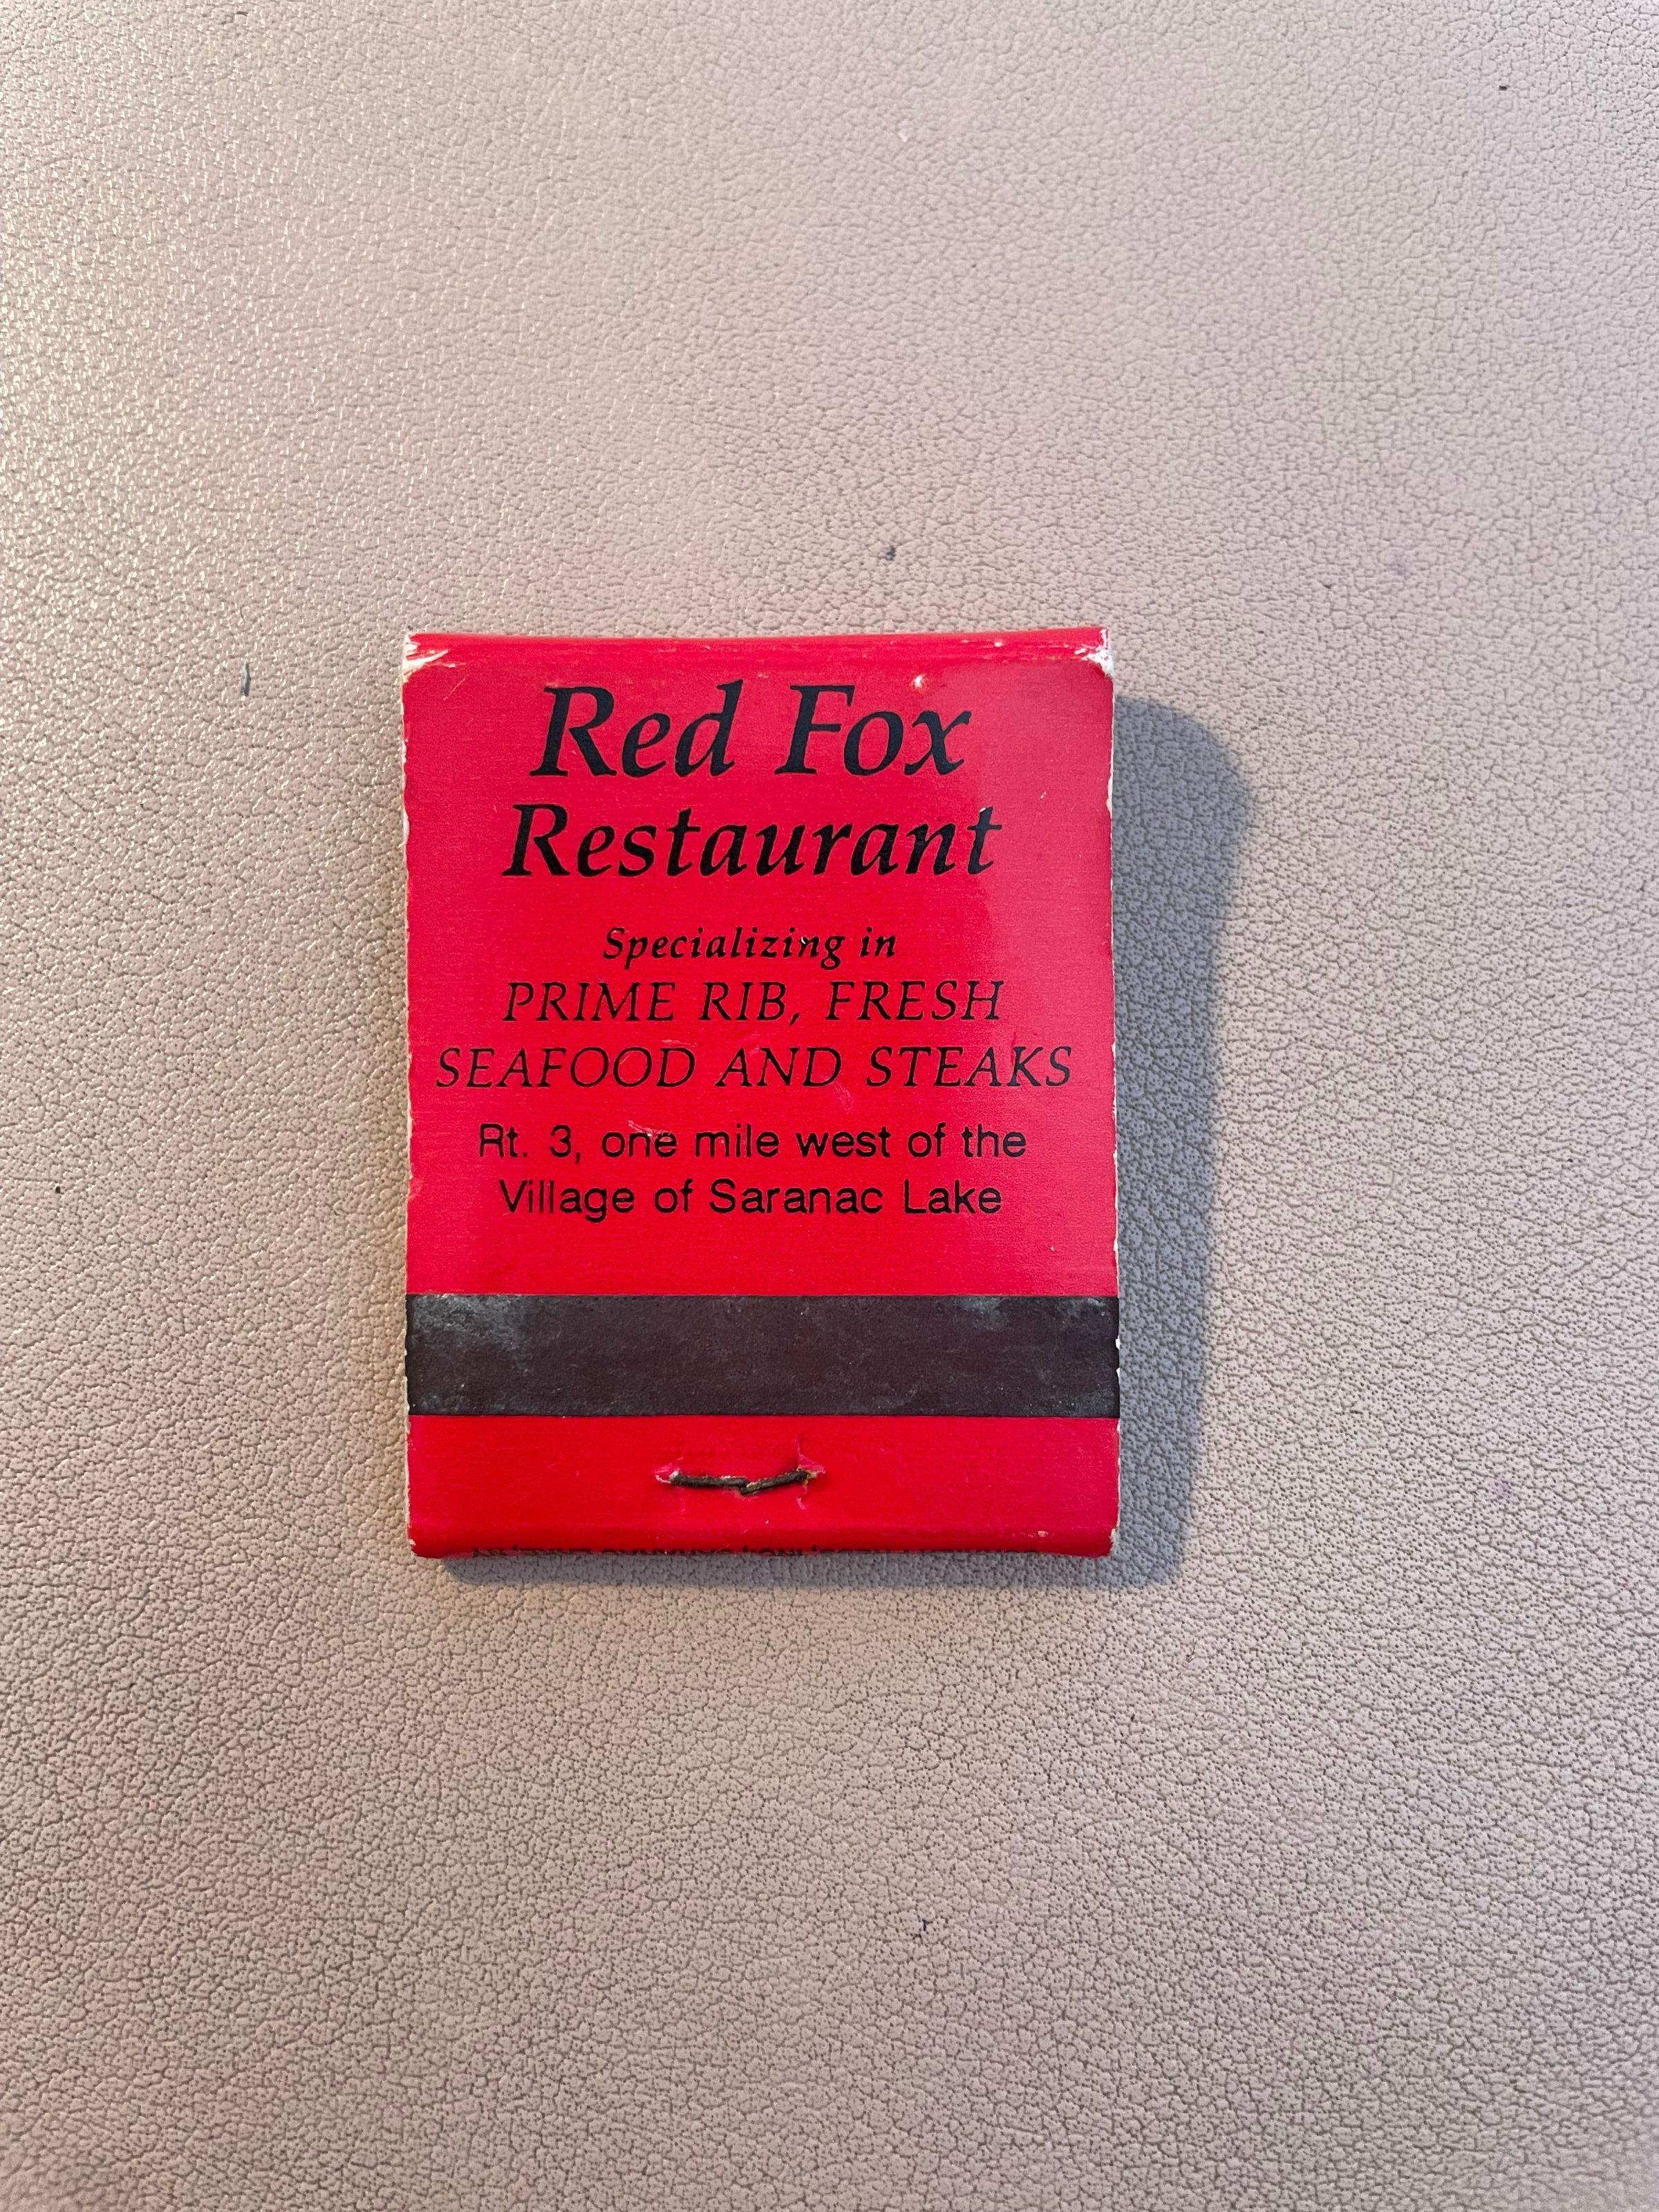 Red Fox
Restaurant
Specializing in
PRIME RIB, FRESH
SEAFOOD AND STEAKS
Rt. 3, one mile west of the
Village of Saranac Lake